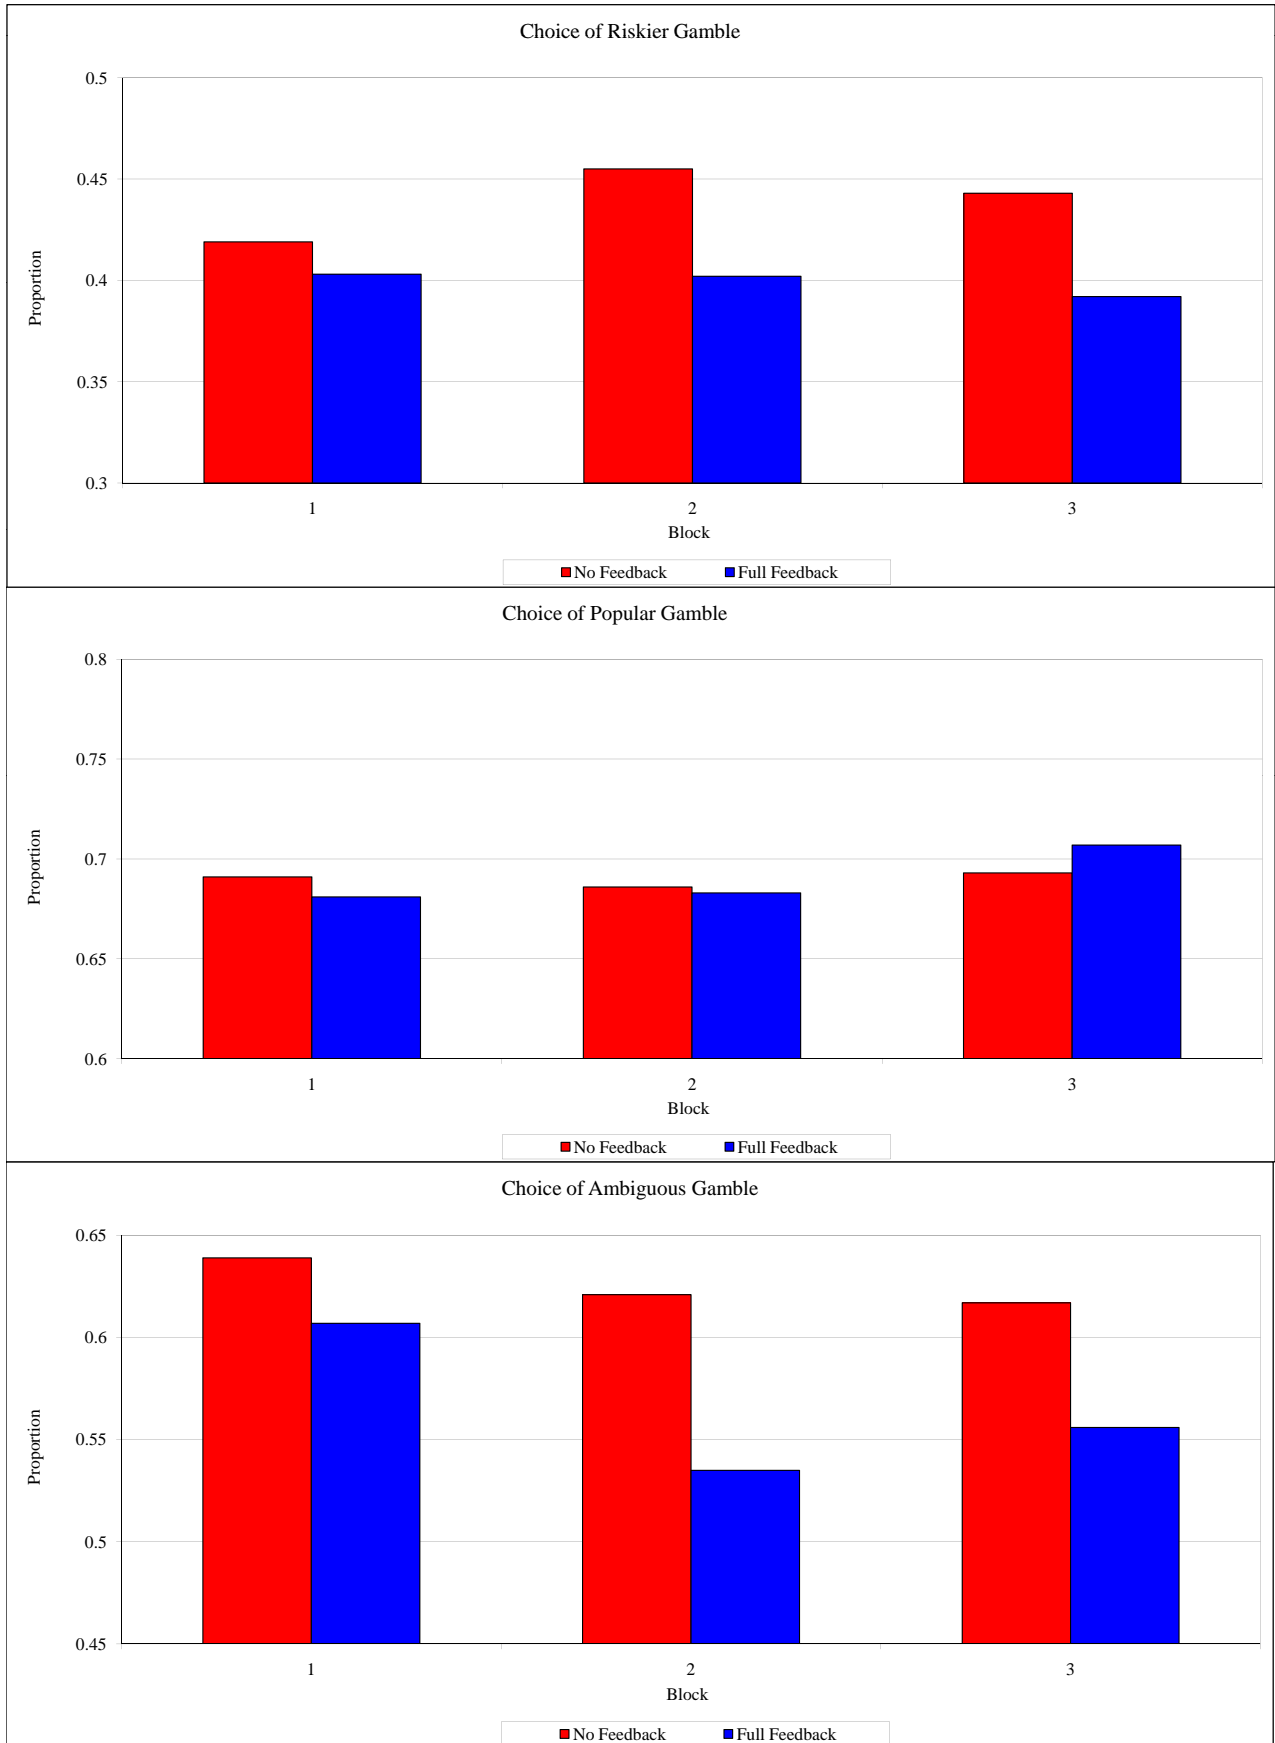 Choice of Riskier Gamble
0.5
0.45
0.4
0.35
0.3
Proportion
1 2 3
Block
No Feedback Full Feedback
Choice of Popular Gamble
0.8
0.75
0.7
0.65
0.6
Proportion
1 2 3
Block
No Feedback Full Feedback
Choice of Ambiguous Gamble
0.65
0.6
0.55
0.5
0.45
Proportion
1 2 3
Block
No Feedback Full Feedback